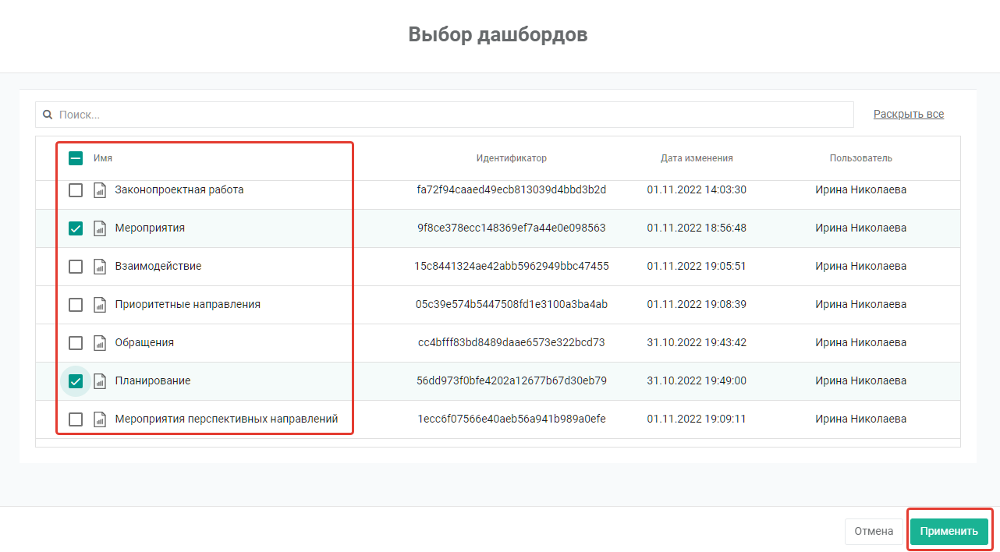 Выбор дашбордов
Поиск...
Раскрыть все
Имя Идентификатор Дата изменения Пользователь
Законопроектная работа fa72f94caaed49ecb813039d4bbd3b2d 01.11.2022 14:03:30 Ирина Николаева
Мероприятия 9f8ce378ecc148369ef7a44e0e098563 01.11.2022 18:56:48 Ирина Николаева
Взаимодействие 15c8441324ae42abb5962949bbc47455 01.11.2022 19:05:51 Ирина Николаева
Приоритетные направления 05c39e574b5447508fd1e3100a3ba4ab 01.11.2022 19:08:39 Ирина Николаева
Обращения cc4bfff83bd8489daae6573e322bcd73 31.10.2022 19:43:42 Ирина Николаева
Планирование 56dd973f0bfe4202a12677b67d30eb79 31.10.2022 19:49:00 Ирина Николаева
Мероприятия перспективных направлений 1ecc6f07566e40aeb56a941b989a0efe 01.11.2022 19:09:11 Ирина Николаева
Отмена Применить